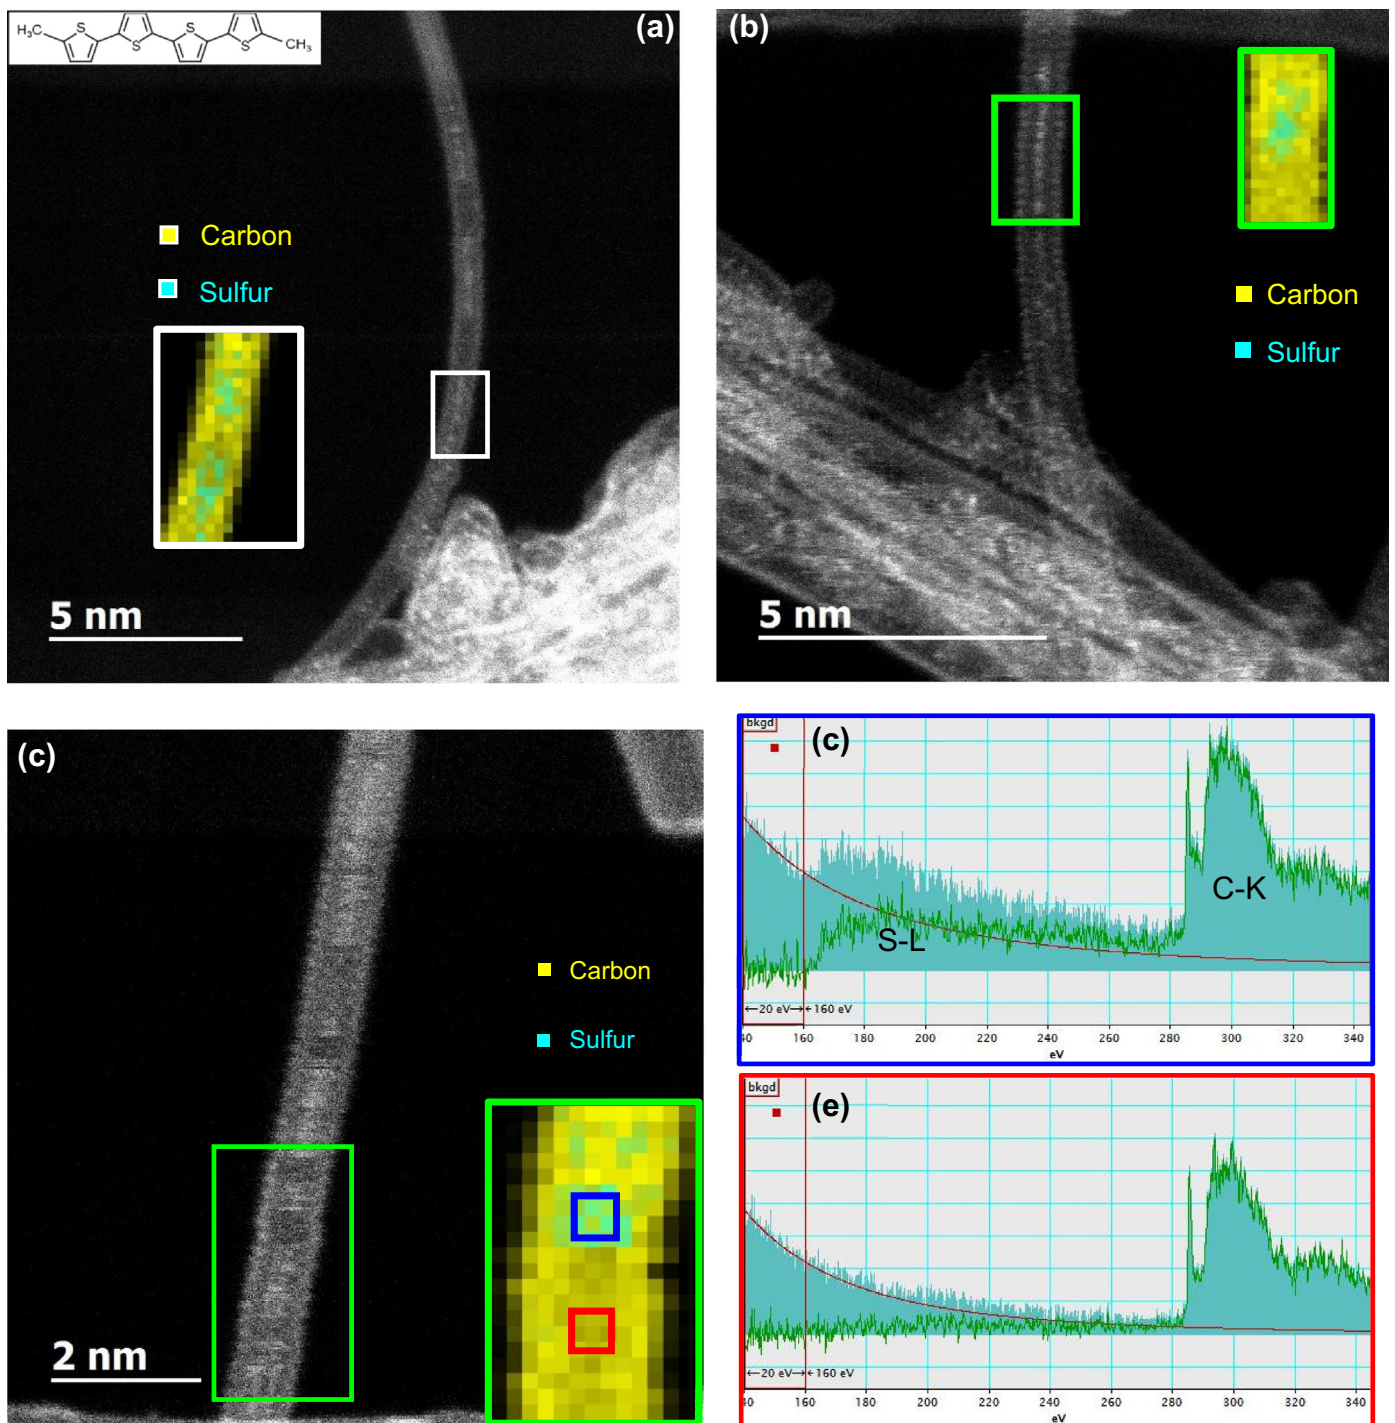 H₃C
S
S
S
S
CH₃
(a)
Carbon
Sulfur
5 nm
(b)
Carbon
Sulfur
5 nm
(c)
Carbon
Sulfur
2 nm
bkgd
(c)
S-L
C-K
←20 eV→ ←160 eV
40 160 180 200 220 240 260 280 300 320 340
eV
bkgd
(e)
←20 eV→ ←160 eV
40 160 180 200 220 240 260 280 300 320 340
eV